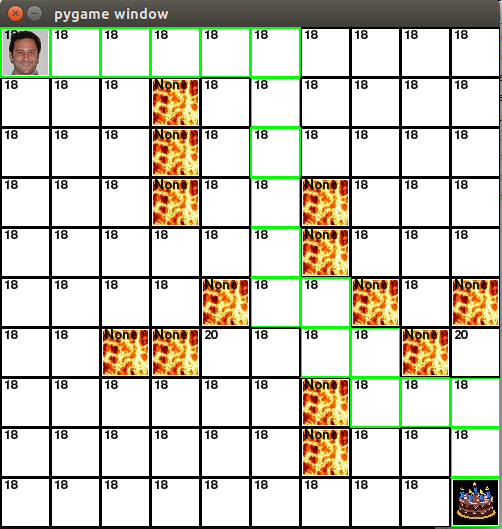 pygame window
18 18 18 18 18 18 18 18 18 18
18 18 18 None 18 18 18 18 18 18
18 18 18 None 18 18 18 18 18 18
18 18 18 None 18 18 None 18 18 18
18 18 18 18 18 18 None 18 18 18
18 18 18 18 None 18 18 None 18 None
18 18 None None 20 18 18 18 None 20
18 18 18 18 18 18 None 18 18 18
18 18 18 18 18 18 None 18 18 18
18 18 18 18 18 18 18 18 18